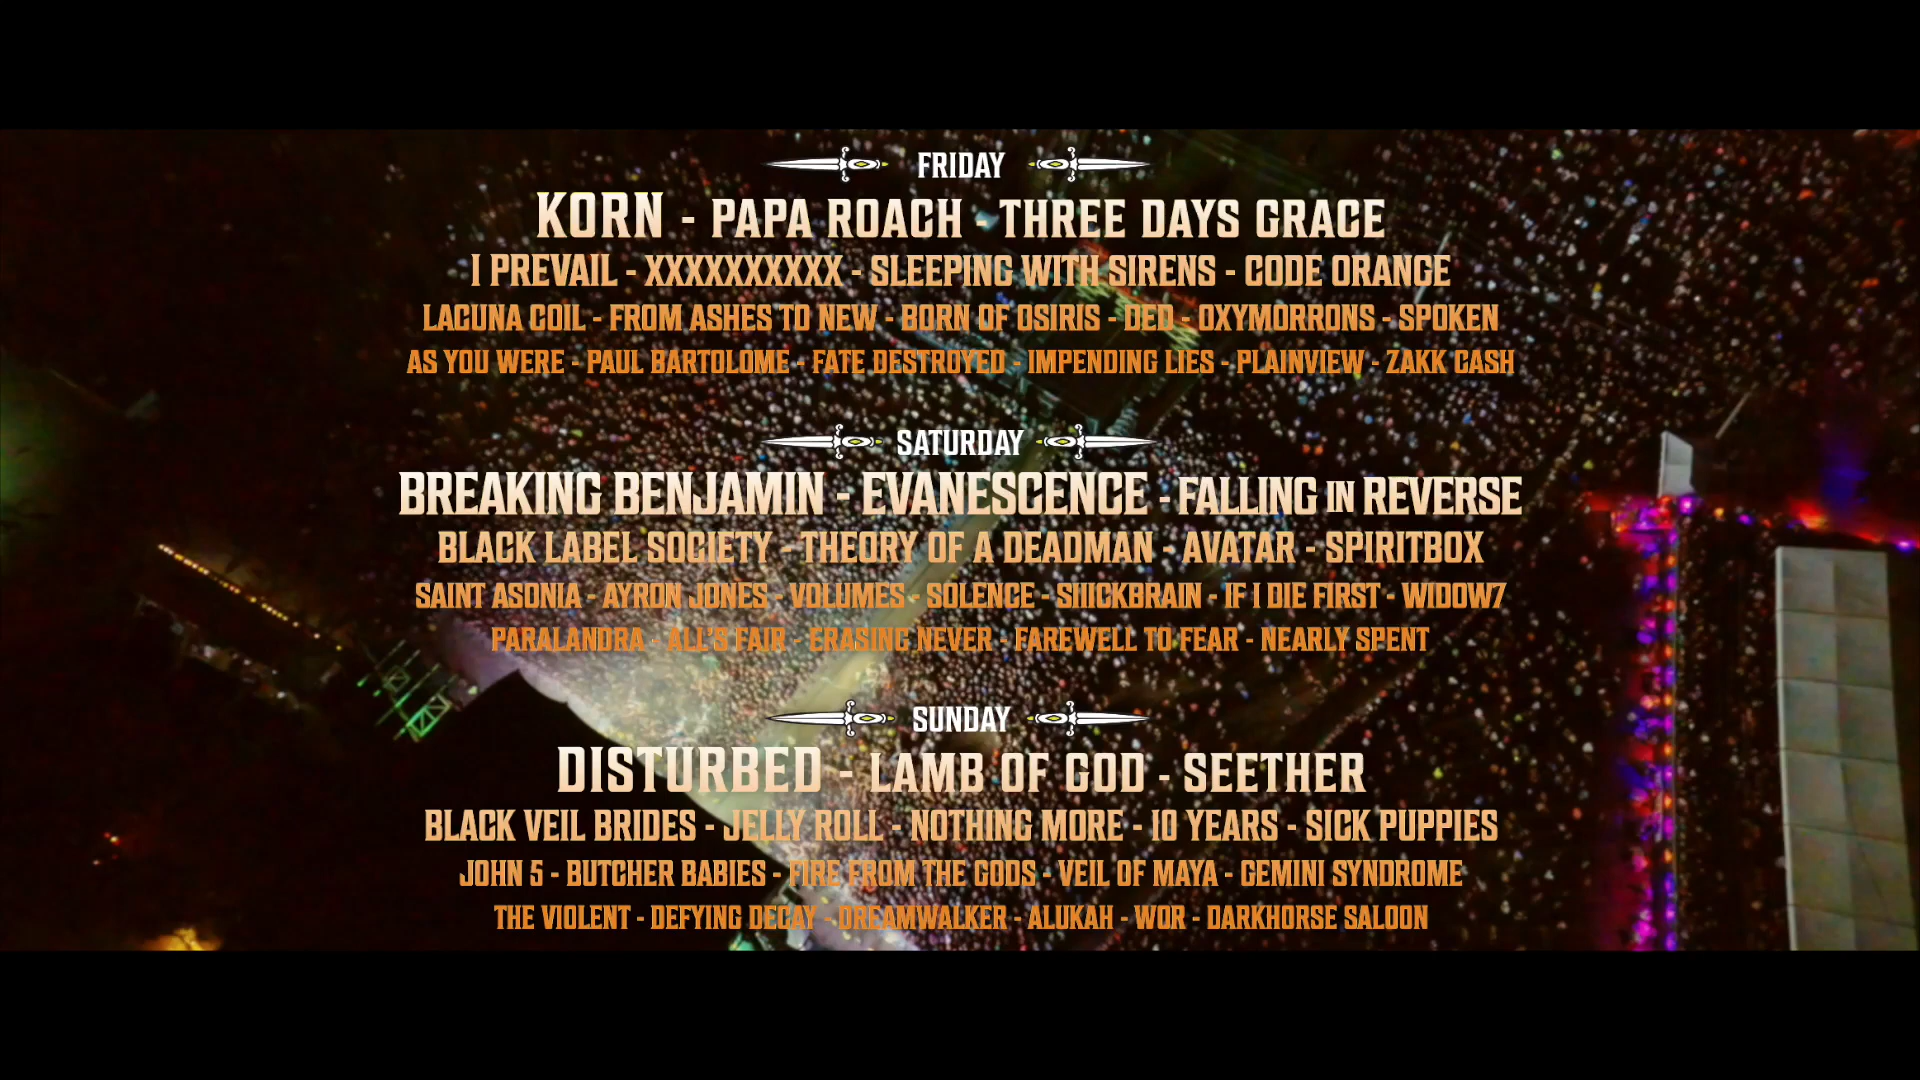 FRIDAY
KORN - PAPA ROACH - THREE DAYS GRACE
I PREVAIL - XXXXXXXXXX - SLEEPING WITH SIRENS - CODE ORANGE
LACUNA COIL - FROM ASHES TO NEW - BORN OF OSIRIS - DED - OXYMORRONS - SPOKEN
AS YOU WERE - PAUL BARTOLOME - FATE DESTROYED - IMPENDING LIES - PLAINVIEW - ZAKK CASH
SATURDAY
BREAKING BENJAMIN - EVANESCENCE - FALLING IN REVERSE
BLACK LABEL SOCIETY - THEORY OF A DEADMAN - AVATAR - SPIRITBOX
SAINT ASONIA - AYRON JONES - VOLUMES - SOLENCE - SHICKBRAIN - IF I DIE FIRST - WIDOW7
PARALANDRA - ALL'S FAIR - ERASING NEVER - FAREWELL TO FEAR - NEARLY SPENT
SUNDAY
DISTURBED - LAMB OF GOD - SEETHER
BLACK VEIL BRIDES - JELLY ROLL - NOTHING MORE - 10 YEARS - SICK PUPPIES
JOHN 5 - BUTCHER BABIES - FIRE FROM THE GODS - VEIL OF MAYA - GEMINI SYNDROME
THE VIOLENT - DEFYING DECAY - DREAMWALKER - ALUKAH - WOR - DARKHORSE SALOON